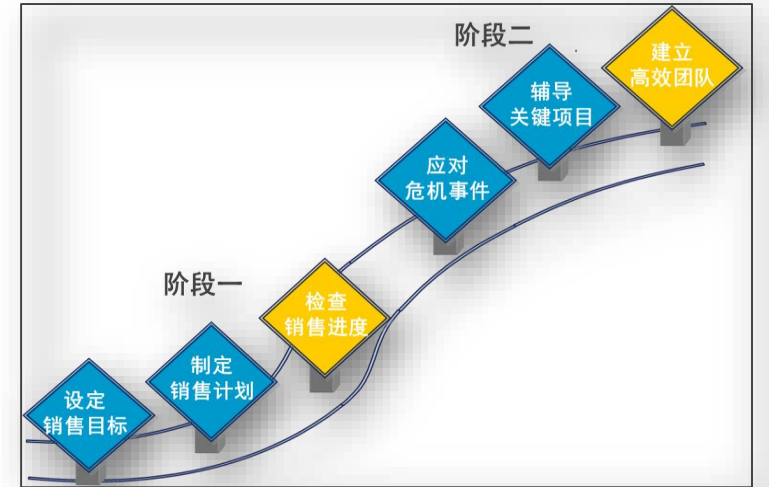 阶段二
建立
高效团队
辅导
关键项目
应对
危机事件
阶段一
检查
销售进度
制定
销售计划
设定
销售目标